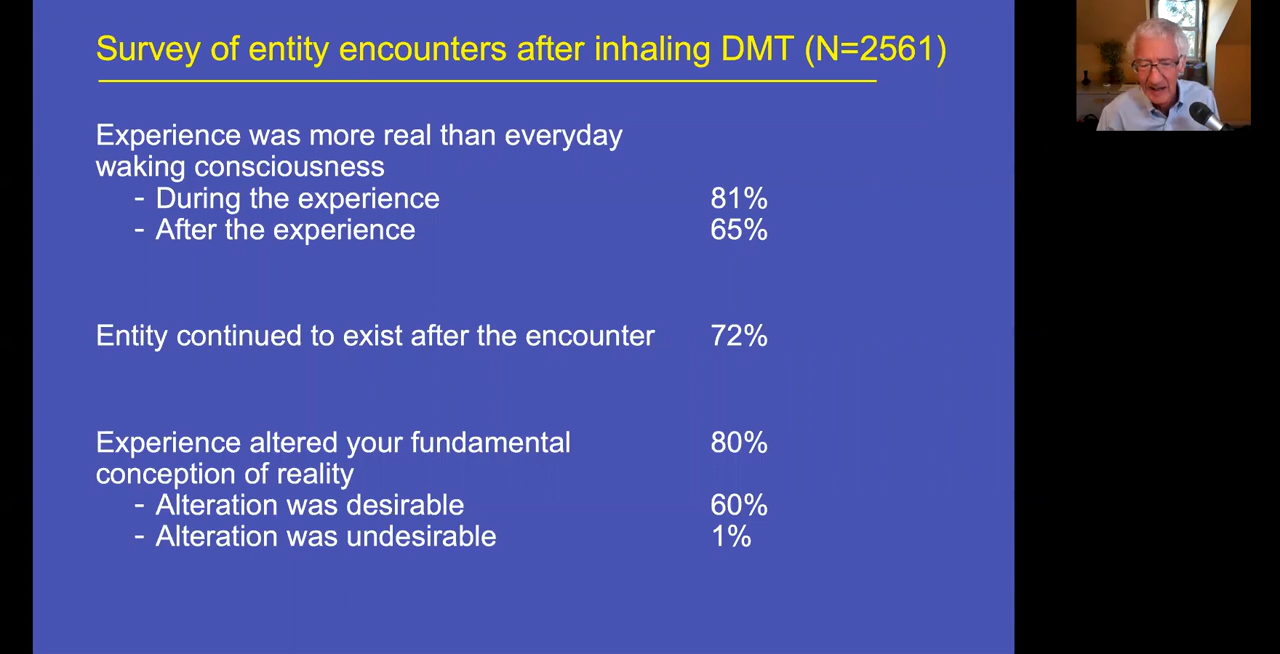 Survey of entity encounters after inhaling DMT (N=2561)
Experience was more real than everyday
waking consciousness
- During the experience 81%
- After the experience 65%
Entity continued to exist after the encounter 72%
Experience altered your fundamental 80%
conception of reality
- Alteration was desirable 60%
- Alteration was undesirable 1%